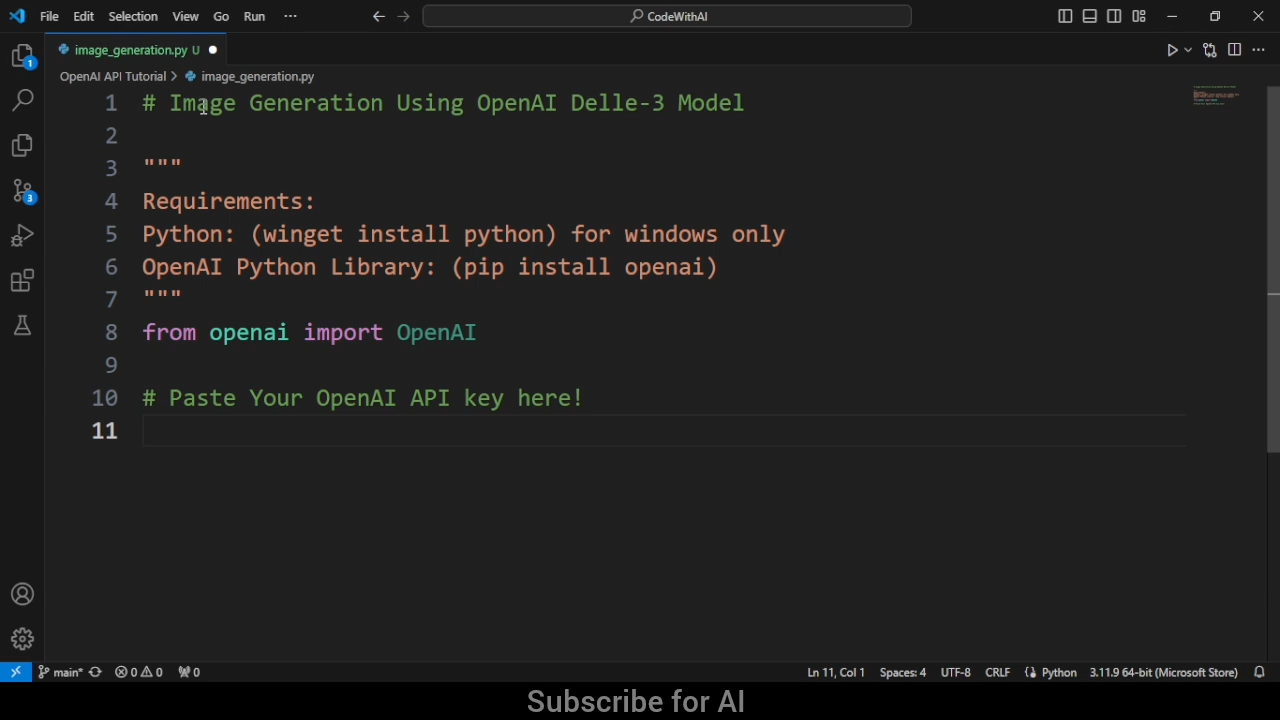 File Edit Selection View Go Run ··· CodeWithAI
image_generation.py U
OpenAI API Tutorial > image_generation.py
1 # Image Generation Using OpenAI Delle-3 Model
2
3 """
4 Requirements:
5 Python: (winget install python) for windows only
6 OpenAI Python Library: (pip install openai)
7 """
8 from openai import OpenAI
9
10 # Paste Your OpenAI API key here!
11
1
3
main* 0 0 0 Ln 11, Col 1 Spaces: 4 UTF-8 CRLF Python 3.11.9 64-bit (Microsoft Store)
Subscribe for AI